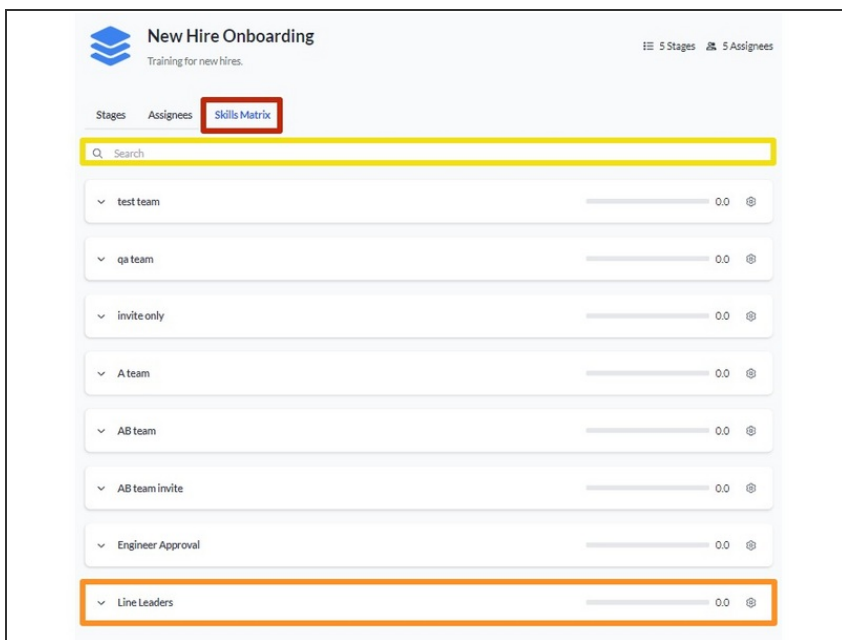 New Hire Onboarding
5 Stages 5 Assignees
Training for new hires.
Stages Assignees Skills Matrix
Search
test team 0.0
qa team 0.0
invite only 0.0
A team 0.0
AB team 0.0
AB team invite 0.0
Engineer Approval 0.0
Line Leaders 0.0